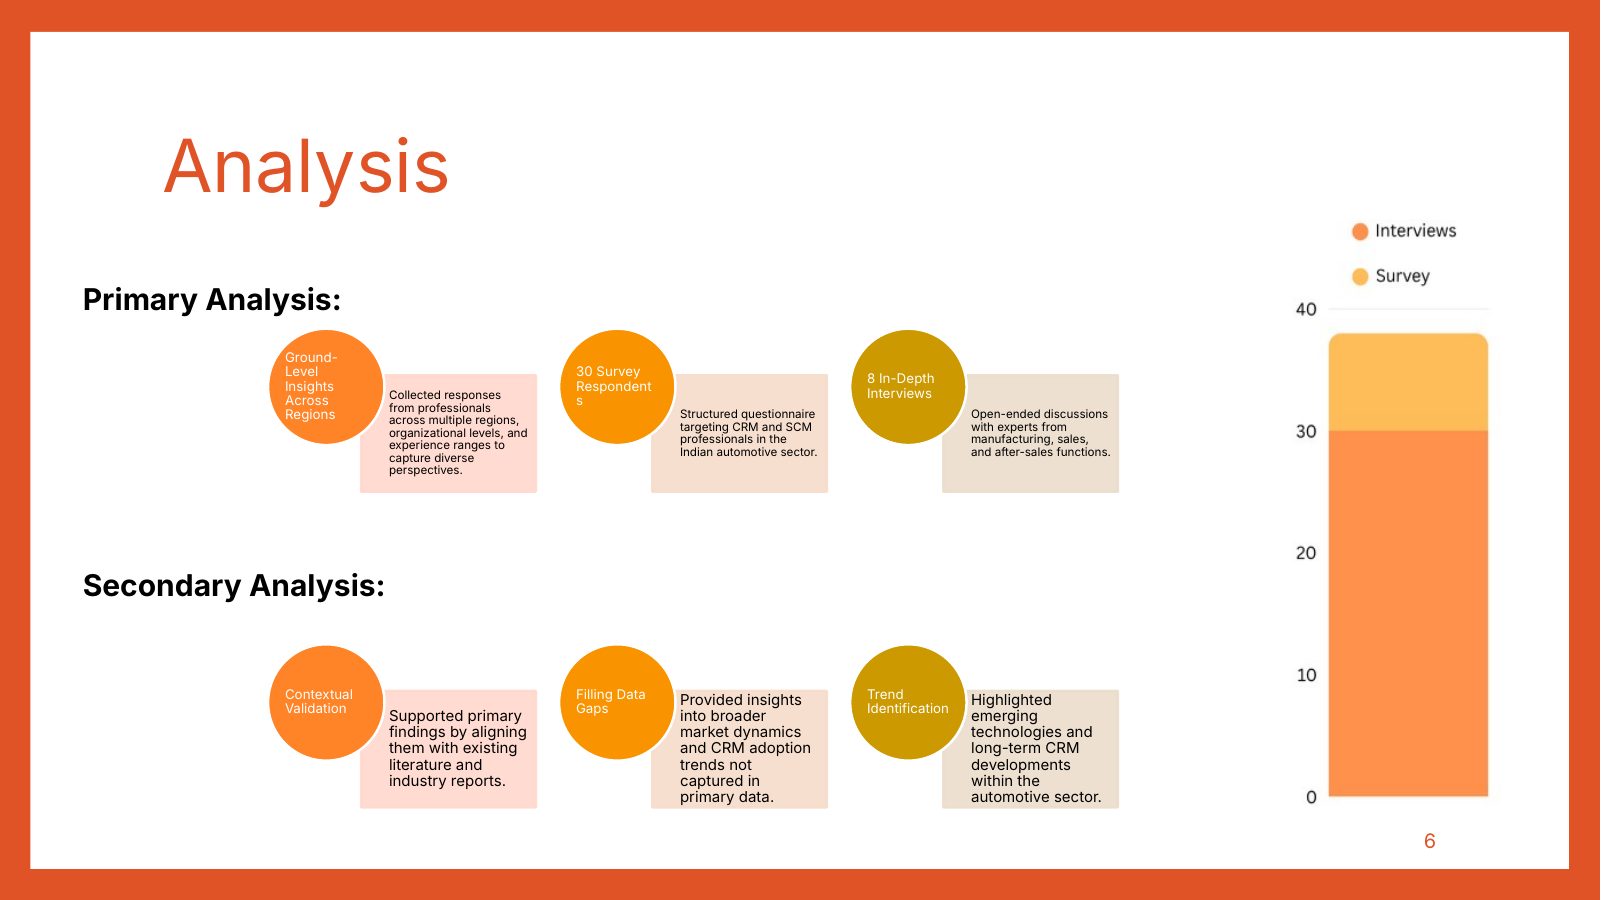 Analysis
Primary Analysis:
Ground-
Level
Insights
Across
Regions
Collected responses
from professionals
across multiple regions,
organizational levels, and
experience ranges to
capture diverse
perspectives.
30 Survey
Respondent
s
Structured questionnaire
targeting CRM and SCM
professionals in the
Indian automotive sector.
8 In-Depth
Interviews
Open-ended discussions
with experts from
manufacturing, sales,
and after-sales functions.
Secondary Analysis:
Contextual
Validation
Supported primary
findings by aligning
them with existing
literature and
industry reports.
Filling Data
Gaps
Provided insights
into broader
market dynamics
and CRM adoption
trends not
captured in
primary data.
Trend
Identification
Highlighted
emerging
technologies and
long-term CRM
developments
within the
automotive sector.
Interviews
Survey
40
30
20
10
0
6